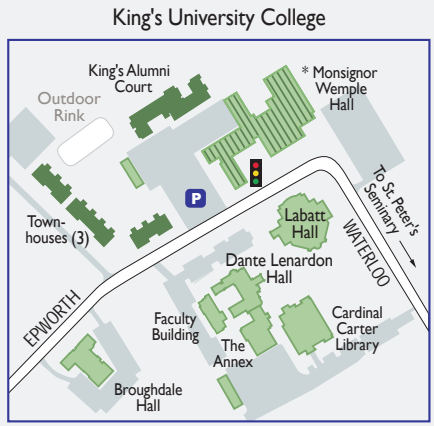 King's University College
King's Alumni
Court
* Monsignor
Wemple
Hall
Outdoor
Rink
P
To St. Peter's
Seminary
Town-
houses (3)
Labatt
Hall
WATERLOO
Dante Lenardon
Hall
EPWORTH
Faculty
Building
The
Annex
Cardinal
Carter
Library
Broughdale
Hall